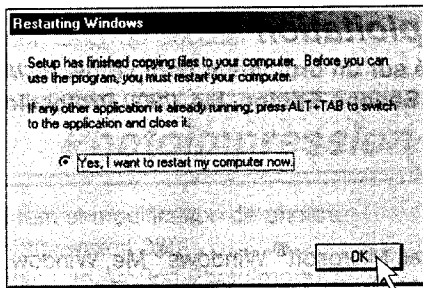 Restarting Windows
Setup has finished copying files to your computer. Before you can
use the program, you must restart your computer.
If any other application is already running, press ALT+TAB to switch
to the application and close it.
Yes, I want to restart my computer now.
OK